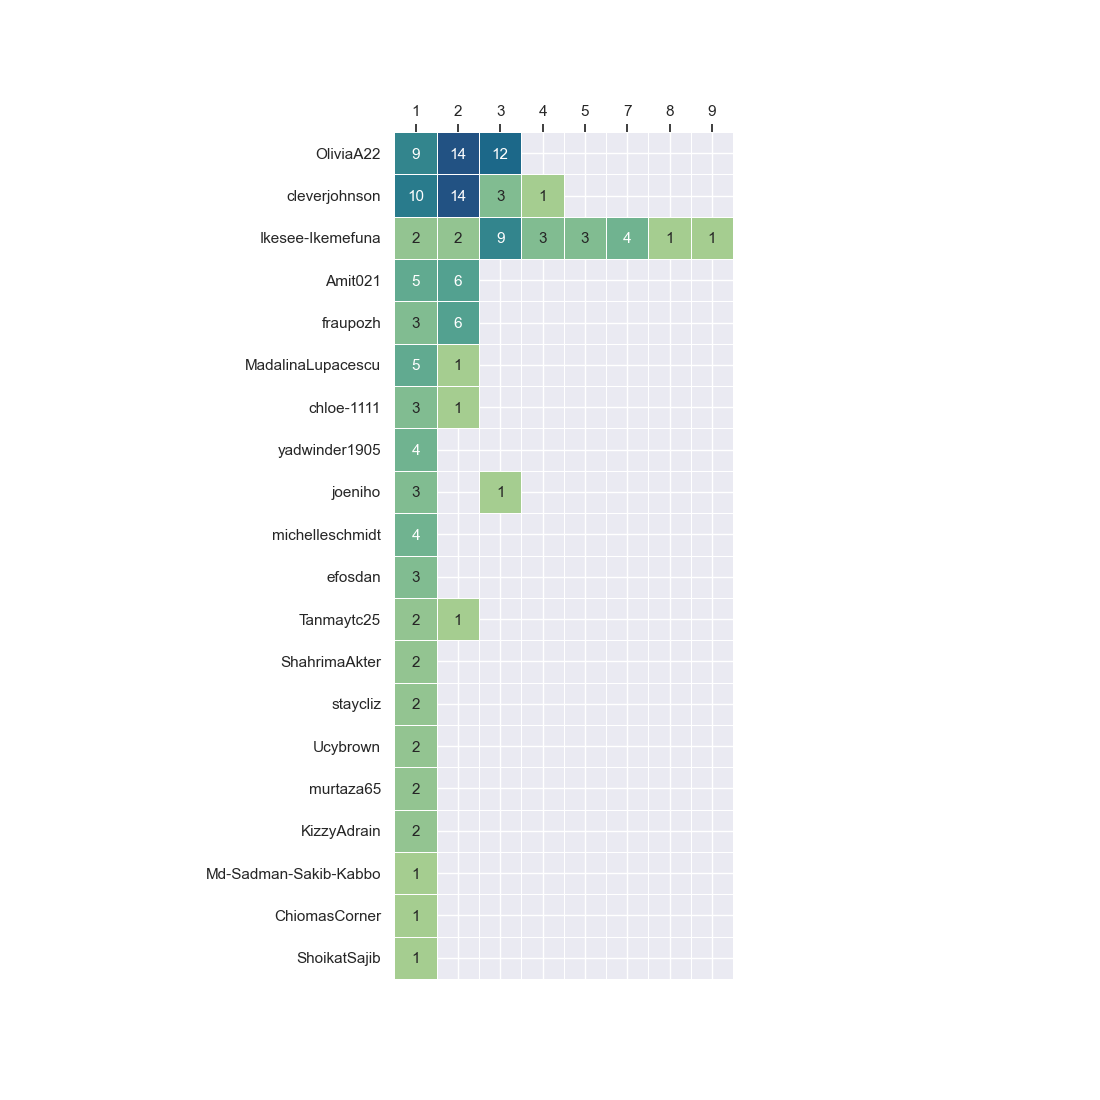 1 2 3 4 5 7 8 9
OliviaA22 9 14 12
cleverjohnson 10 14 3 1
Ikesee-Ikemefuna 2 2 9 3 3 4 1 1
Amit021 5 6
fraupozh 3 6
MadalinaLupacescu 5 1
chloe-1111 3 1
yadwinder1905 4
joeniho 3 1
michelleschmidt 4
efosdan 3
Tanmaytc25 2 1
ShahrimaAkter 2
staycliz 2
Ucybrown 2
murtaza65 2
KizzyAdrain 2
Md-Sadman-Sakib-Kabbo 1
ChiomasCorner 1
ShoikatSajib 1